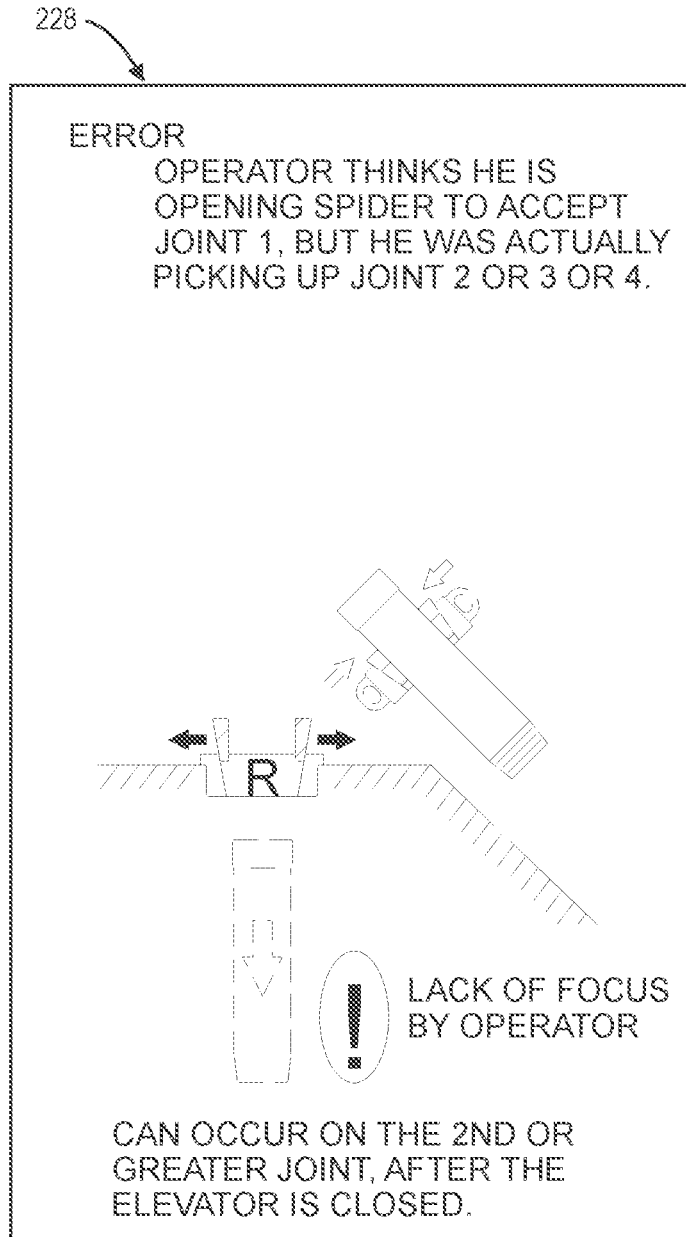 228
ERROR
OPERATOR THINKS HE IS
OPENING SPIDER TO ACCEPT
JOINT 1, BUT HE WAS ACTUALLY
PICKING UP JOINT 2 OR 3 OR 4.
R
!
LACK OF FOCUS
BY OPERATOR
CAN OCCUR ON THE 2ND OR
GREATER JOINT, AFTER THE
ELEVATOR IS CLOSED.